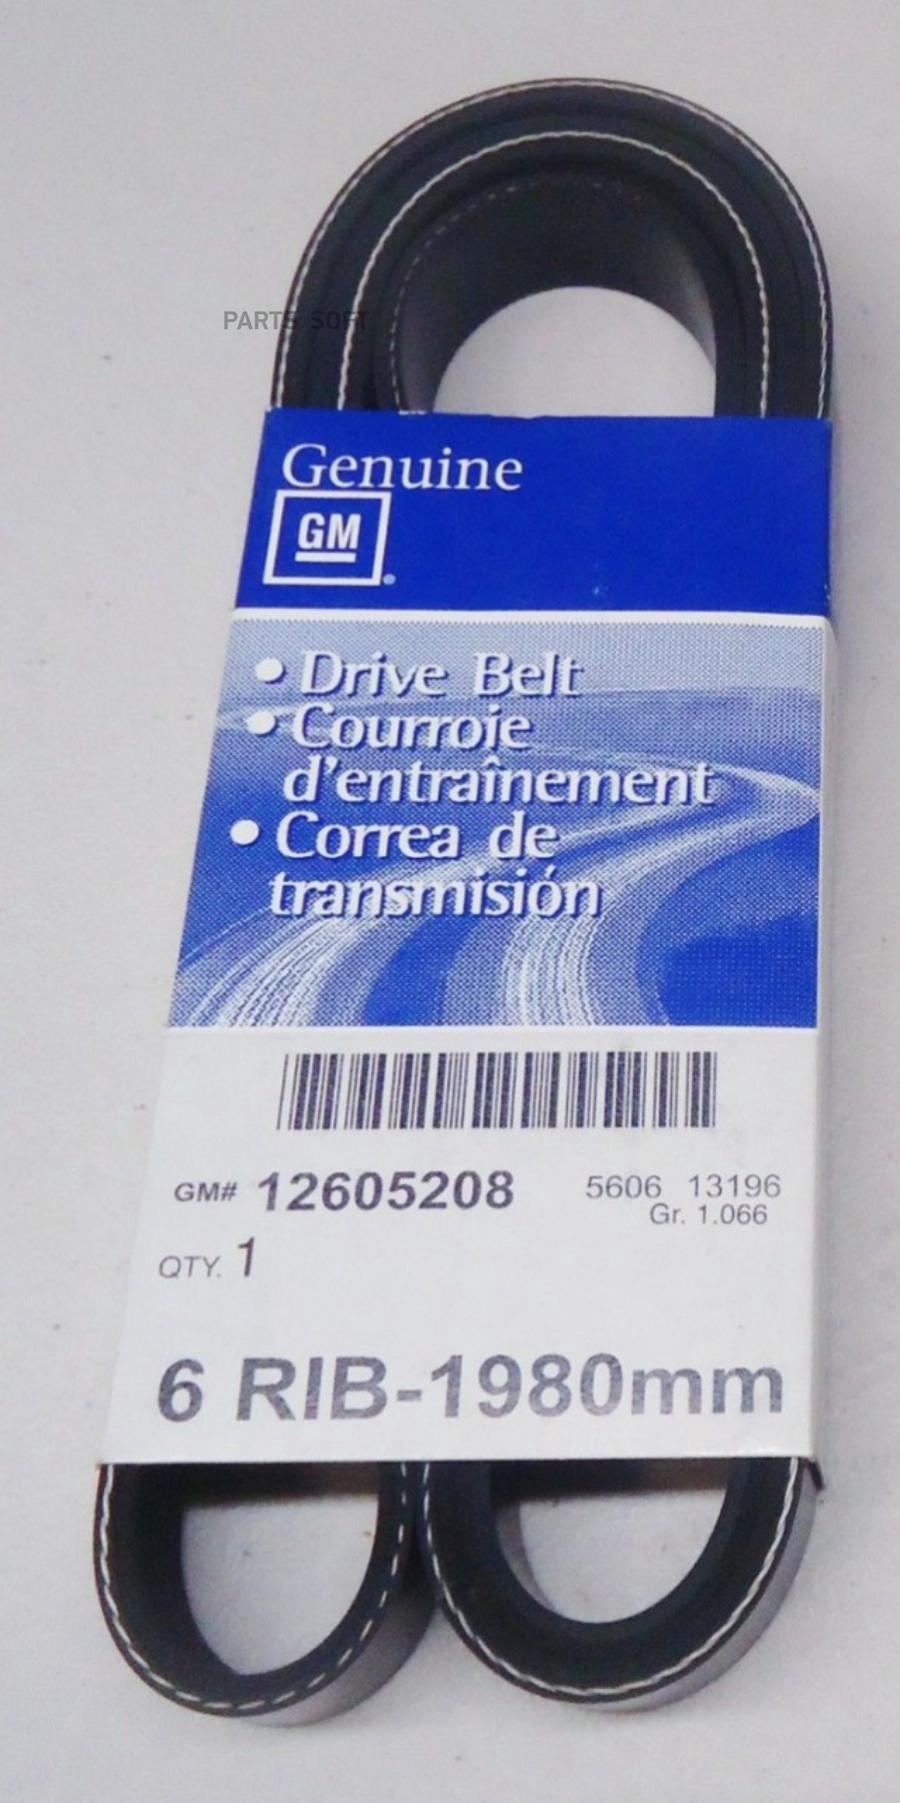 PARTS SOFT
Genuine
GM®
• Drive Belt
• Courroie
d'entraînement
• Correa de
transmisión
GM# 12605208 5606 13196
Gr. 1.066
QTY. 1
6 RIB-1980mm